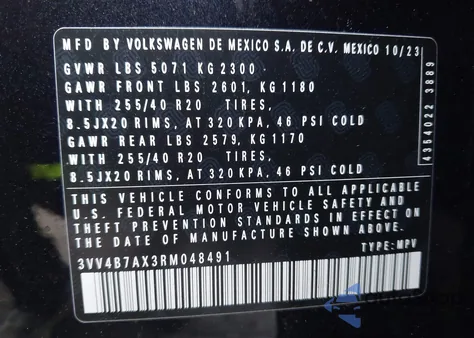 MFD BY VOLKSWAGEN DE MEXICO S.A. DE C.V. MEXICO 10/23
GVWR LBS 5071 KG 2300
GAWR FRONT LBS 2601, KG 1180
WITH 255/40 R20 TIRES,
8.5JX20 RIMS, AT 320 KPA, 46 PSI COLD
GAWR REAR LBS 2579, KG 1170
WITH 255/40 R20 TIRES,
8.5JX20 RIMS, AT 320 KPA, 46 PSI COLD
THIS VEHICLE CONFORMS TO ALL APPLICABLE
U.S. FEDERAL MOTOR VEHICLE SAFETY AND
THEFT PREVENTION STANDARDS IN EFFECT ON
THE DATE OF MANUFACTURE SHOWN ABOVE.
3VV4B7AX3RM048491
TYPE: MPV
4354022 3889